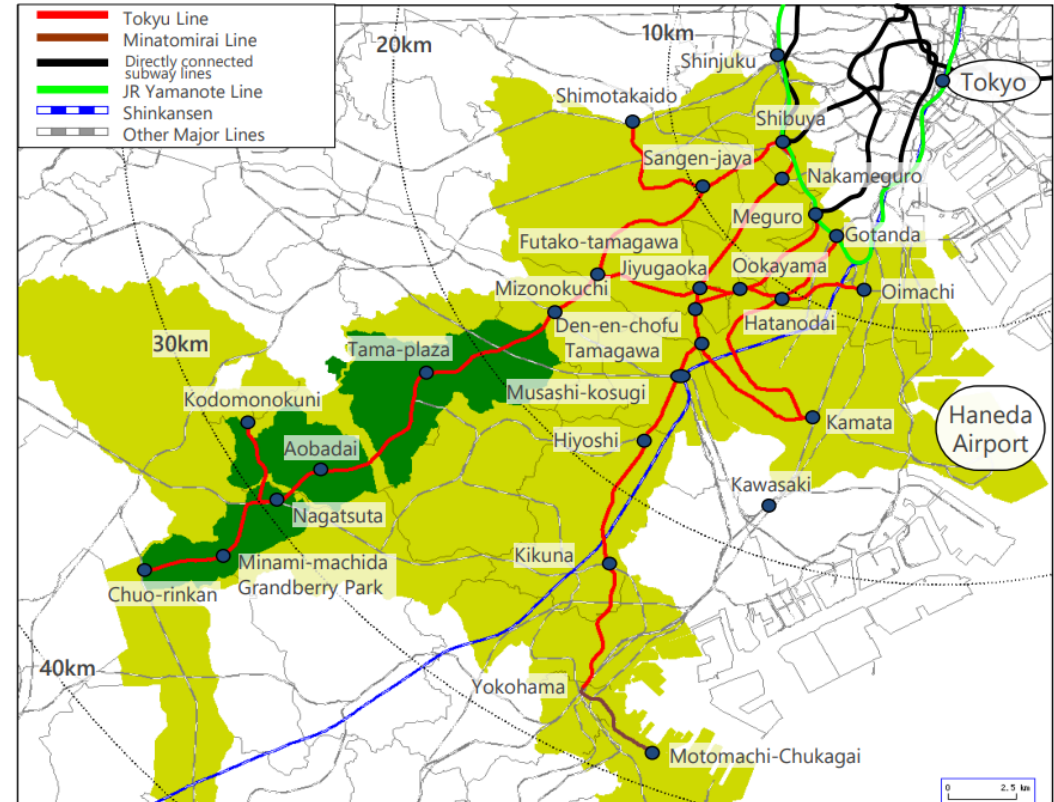 Tokyu Line
Minatomirai Line
Directly connected
subway lines
JR Yamanote Line
Shinkansen
Other Major Lines
20km
10km
Shinjuku
Tokyo
Shimotakaido
Shibuya
Sangen-jaya
Nakameguro
Meguro
Gotanda
Futako-tamagawa
Jiyugaoka
Ookayama
Mizonokuchi
Oimachi
Den-en-chofu
Hatanodai
30km
Tama-plaza
Tamagawa
Musashi-kosugi
Kodomonokuni
Kamata
Haneda
Airport
Hiyoshi
Aobadai
Kawasaki
Nagatsuta
Kikuna
Minami-machida
Grandberry Park
Chuo-rinkan
40km
Yokohama
Motomachi-Chukagai
0 2.5 km